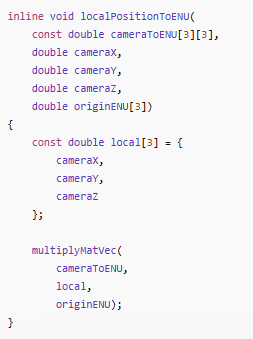 inline void localPositionToENU(
    const double cameraToENU[3][3],
    double cameraX,
    double cameraY,
    double cameraZ,
    double originENU[3])
{
    const double local[3] = {
        cameraX,
        cameraY,
        cameraZ
    };

    multiplyMatVec(
        cameraToENU,
        local,
        originENU);
}